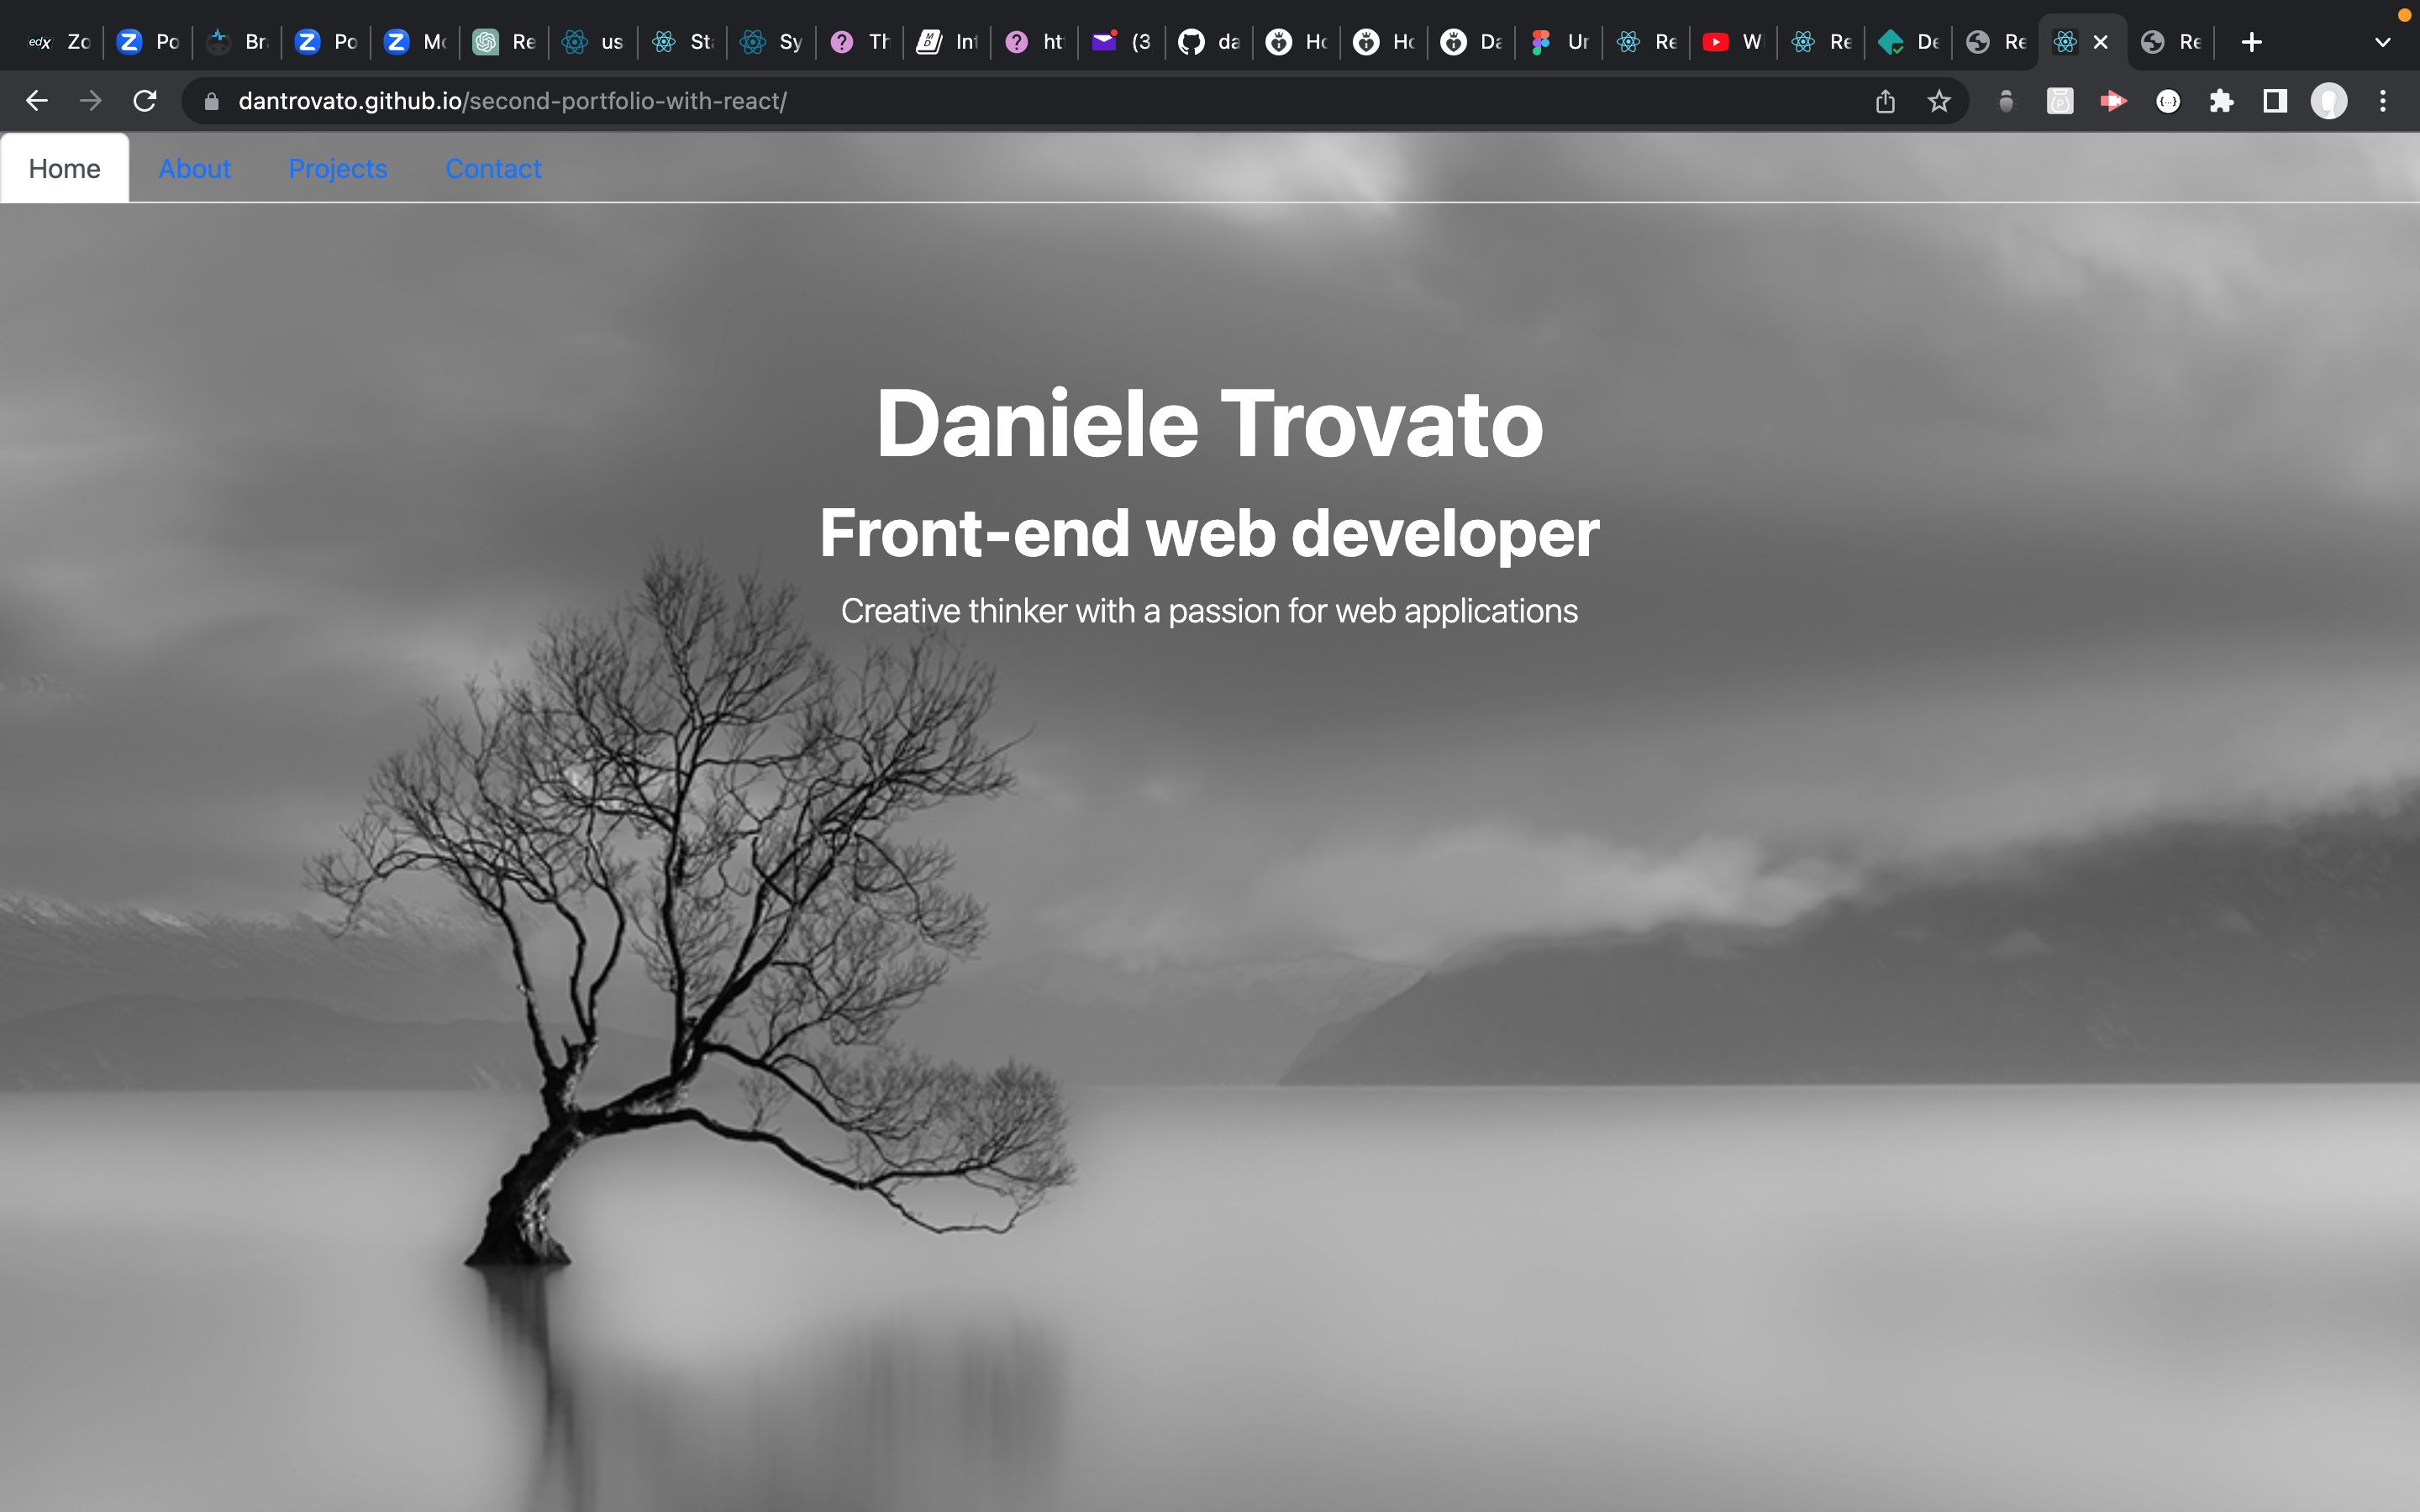 edX Zo Po Br Po Mo Re us Sta Sy Th MD Int ht (3 da Ho Ho Da Ur Re W Re De Re Re
dantrovato.github.io/second-portfolio-with-react/
Home About Projects Contact
Daniele Trovato
Front-end web developer
Creative thinker with a passion for web applications